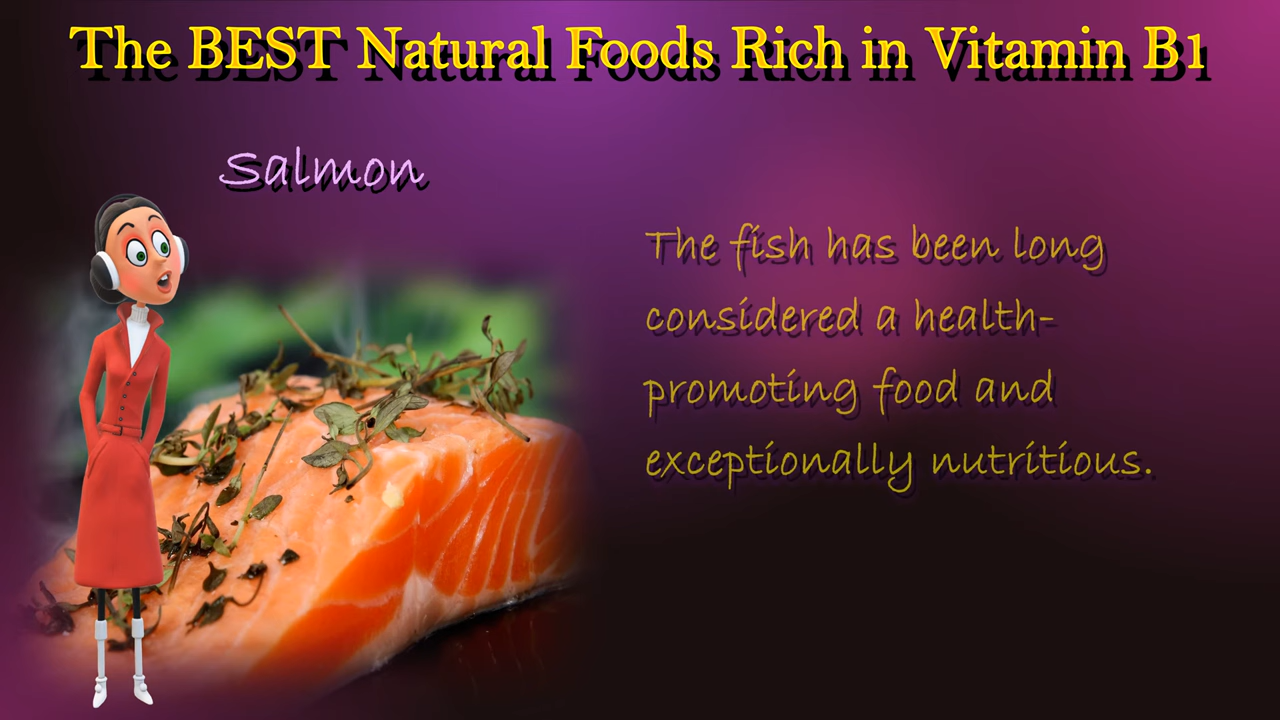 The BEST Natural Foods Rich in Vitamin B1
Salmon
The fish has been long
considered a health-
promoting food and
exceptionally nutritious.